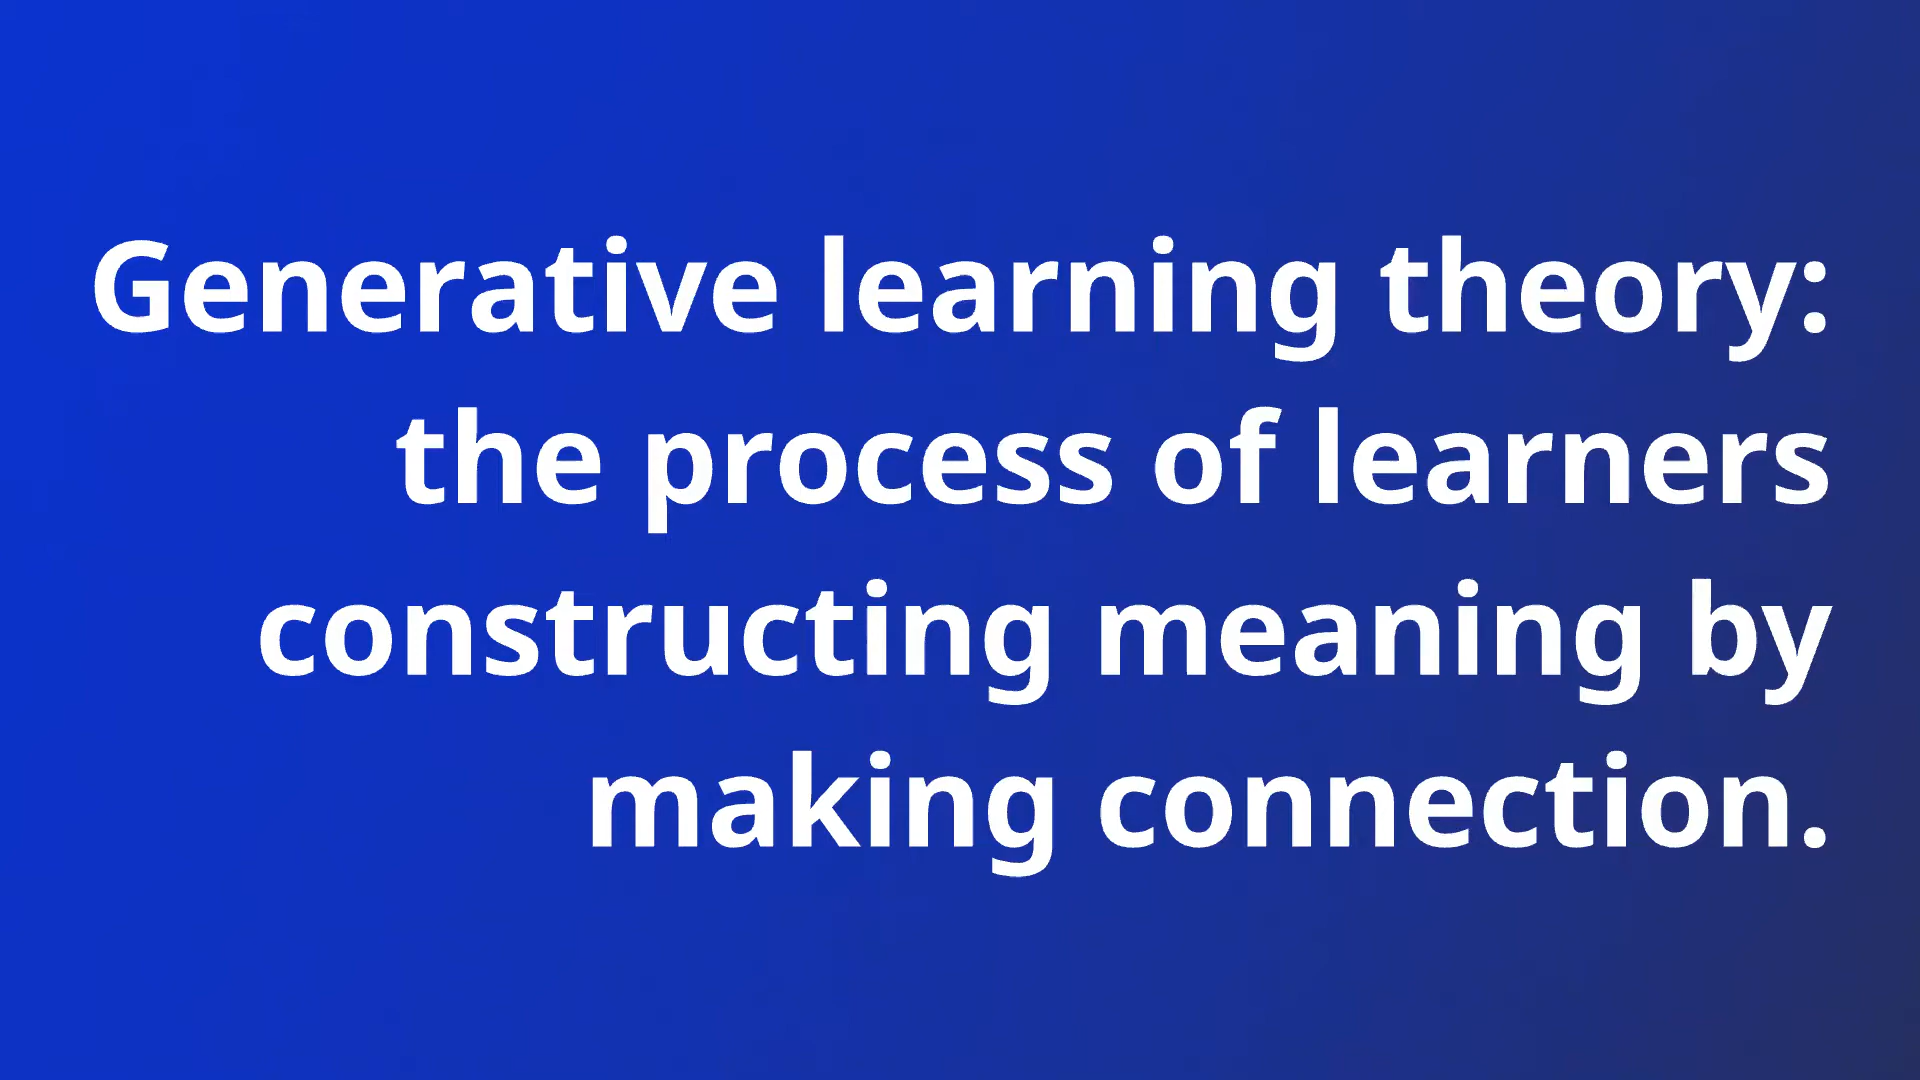 Generative learning theory:
the process of learners
constructing meaning by
making connection.